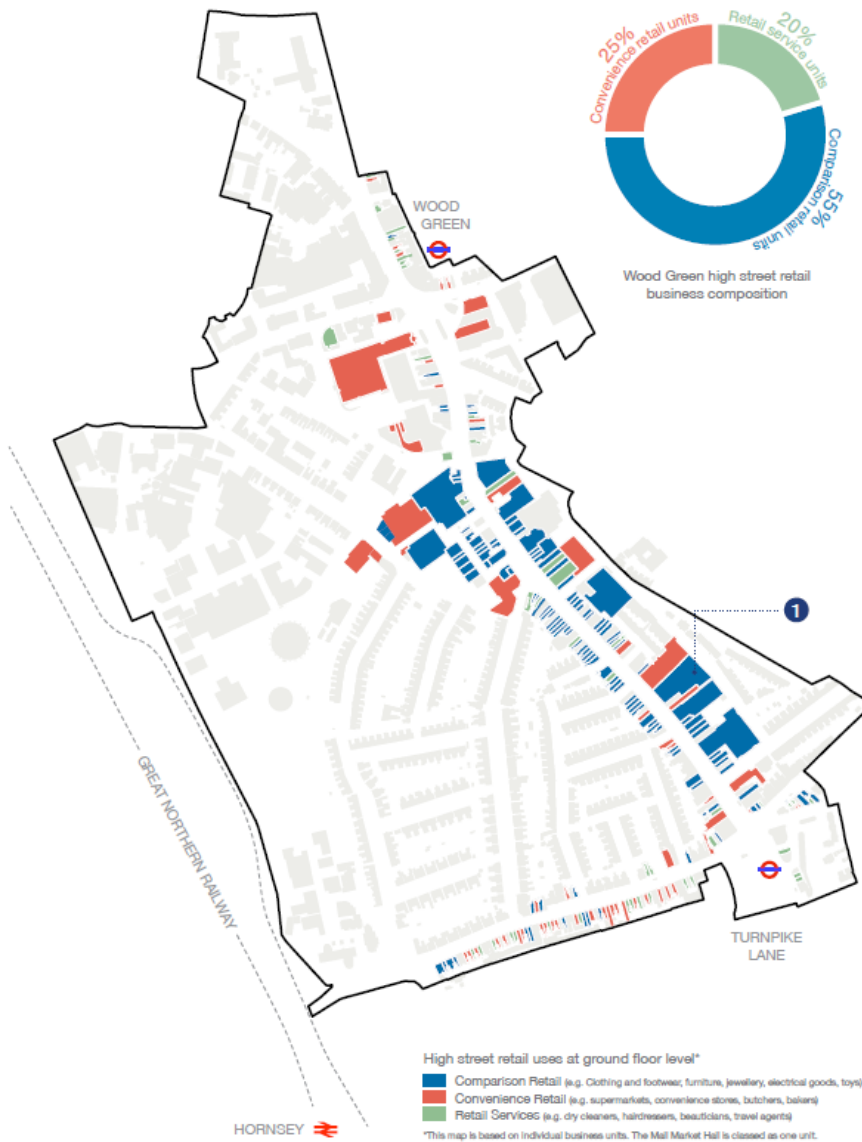 25%
Convenience retail units
20%
Retail service units
Comparison retail units
55%
Wood Green high street retail
business composition
WOOD
GREEN
1
GREAT NORTHERN RAILWAY
TURNPIKE
LANE
High street retail uses at ground floor level*
Comparison Retail (e.g. Clothing and footwear, furniture, jewellery, electrical goods, toys)
Convenience Retail (e.g. supermarkets, convenience stores, butchers, bakers)
Retail Services (e.g. dry cleaners, hairdressers, beauticians, travel agents)
*This map is based on individual business units. The Mall Market Hall is classed as one unit.
HORNSEY